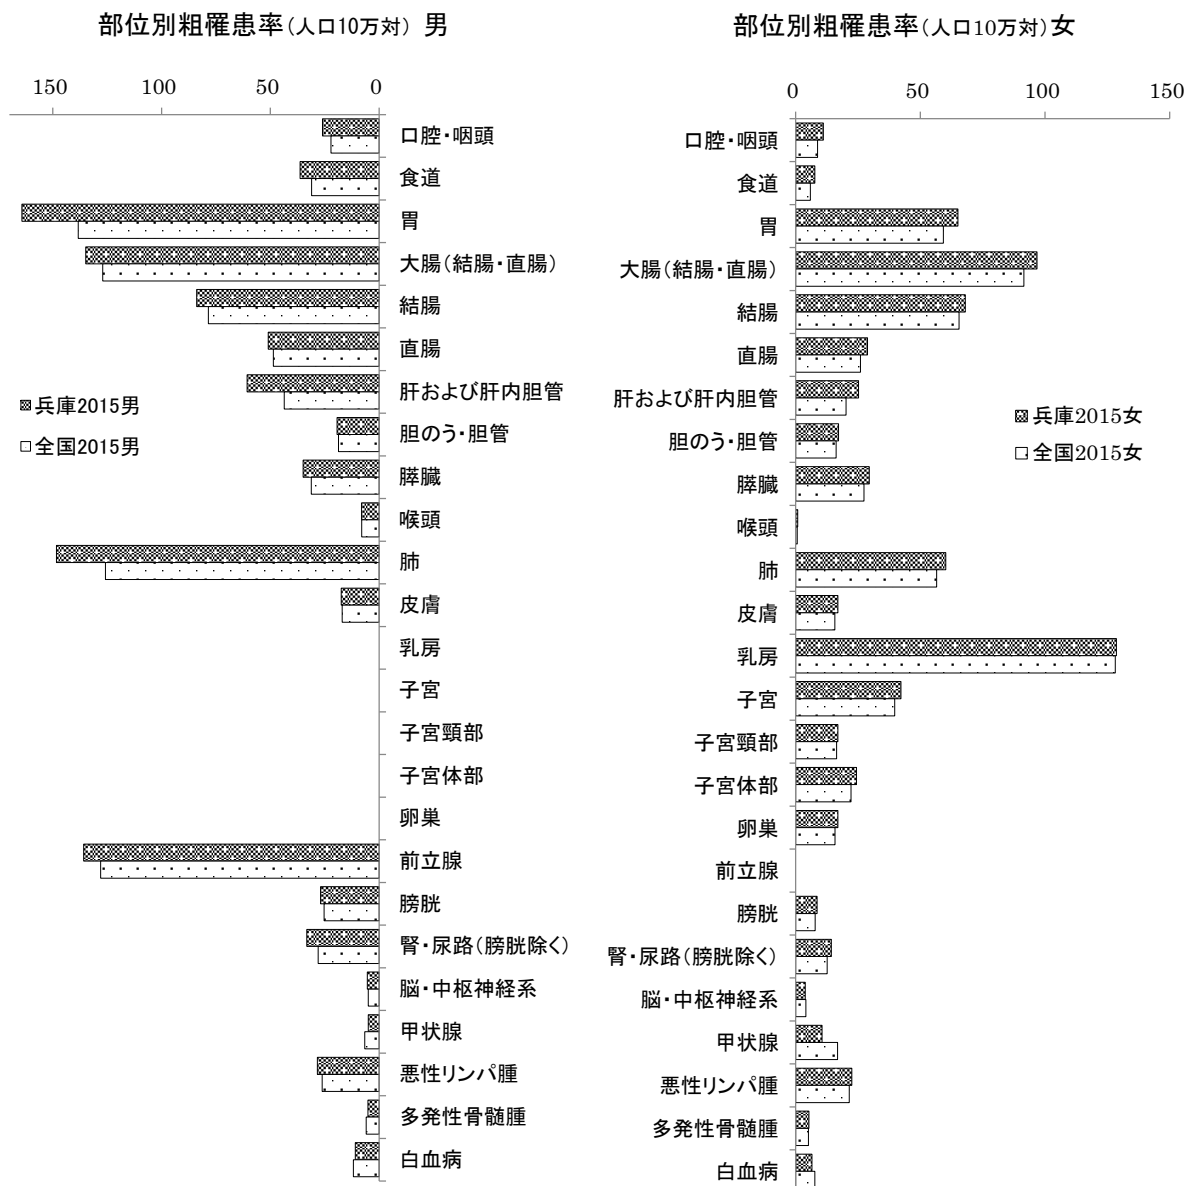 部位別粗罹患率(人口10万対) 男
150 100 50 0
口腔・咽頭
食道
胃
大腸(結腸・直腸)
結腸
直腸
肝および肝内胆管
胆のう・胆管
膵臓
喉頭
肺
皮膚
乳房
子宮
子宮頸部
子宮体部
卵巣
前立腺
膀胱
腎・尿路(膀胱除く)
脳・中枢神経系
甲状腺
悪性リンパ腫
多発性骨髄腫
白血病
兵庫2015男
全国2015男
部位別粗罹患率(人口10万対)女
0 50 100 150
口腔・咽頭
食道
胃
大腸(結腸・直腸)
結腸
直腸
肝および肝内胆管
胆のう・胆管
膵臓
喉頭
肺
皮膚
乳房
子宮
子宮頸部
子宮体部
卵巣
前立腺
膀胱
腎・尿路(膀胱除く)
脳・中枢神経系
甲状腺
悪性リンパ腫
多発性骨髄腫
白血病
兵庫2015女
全国2015女